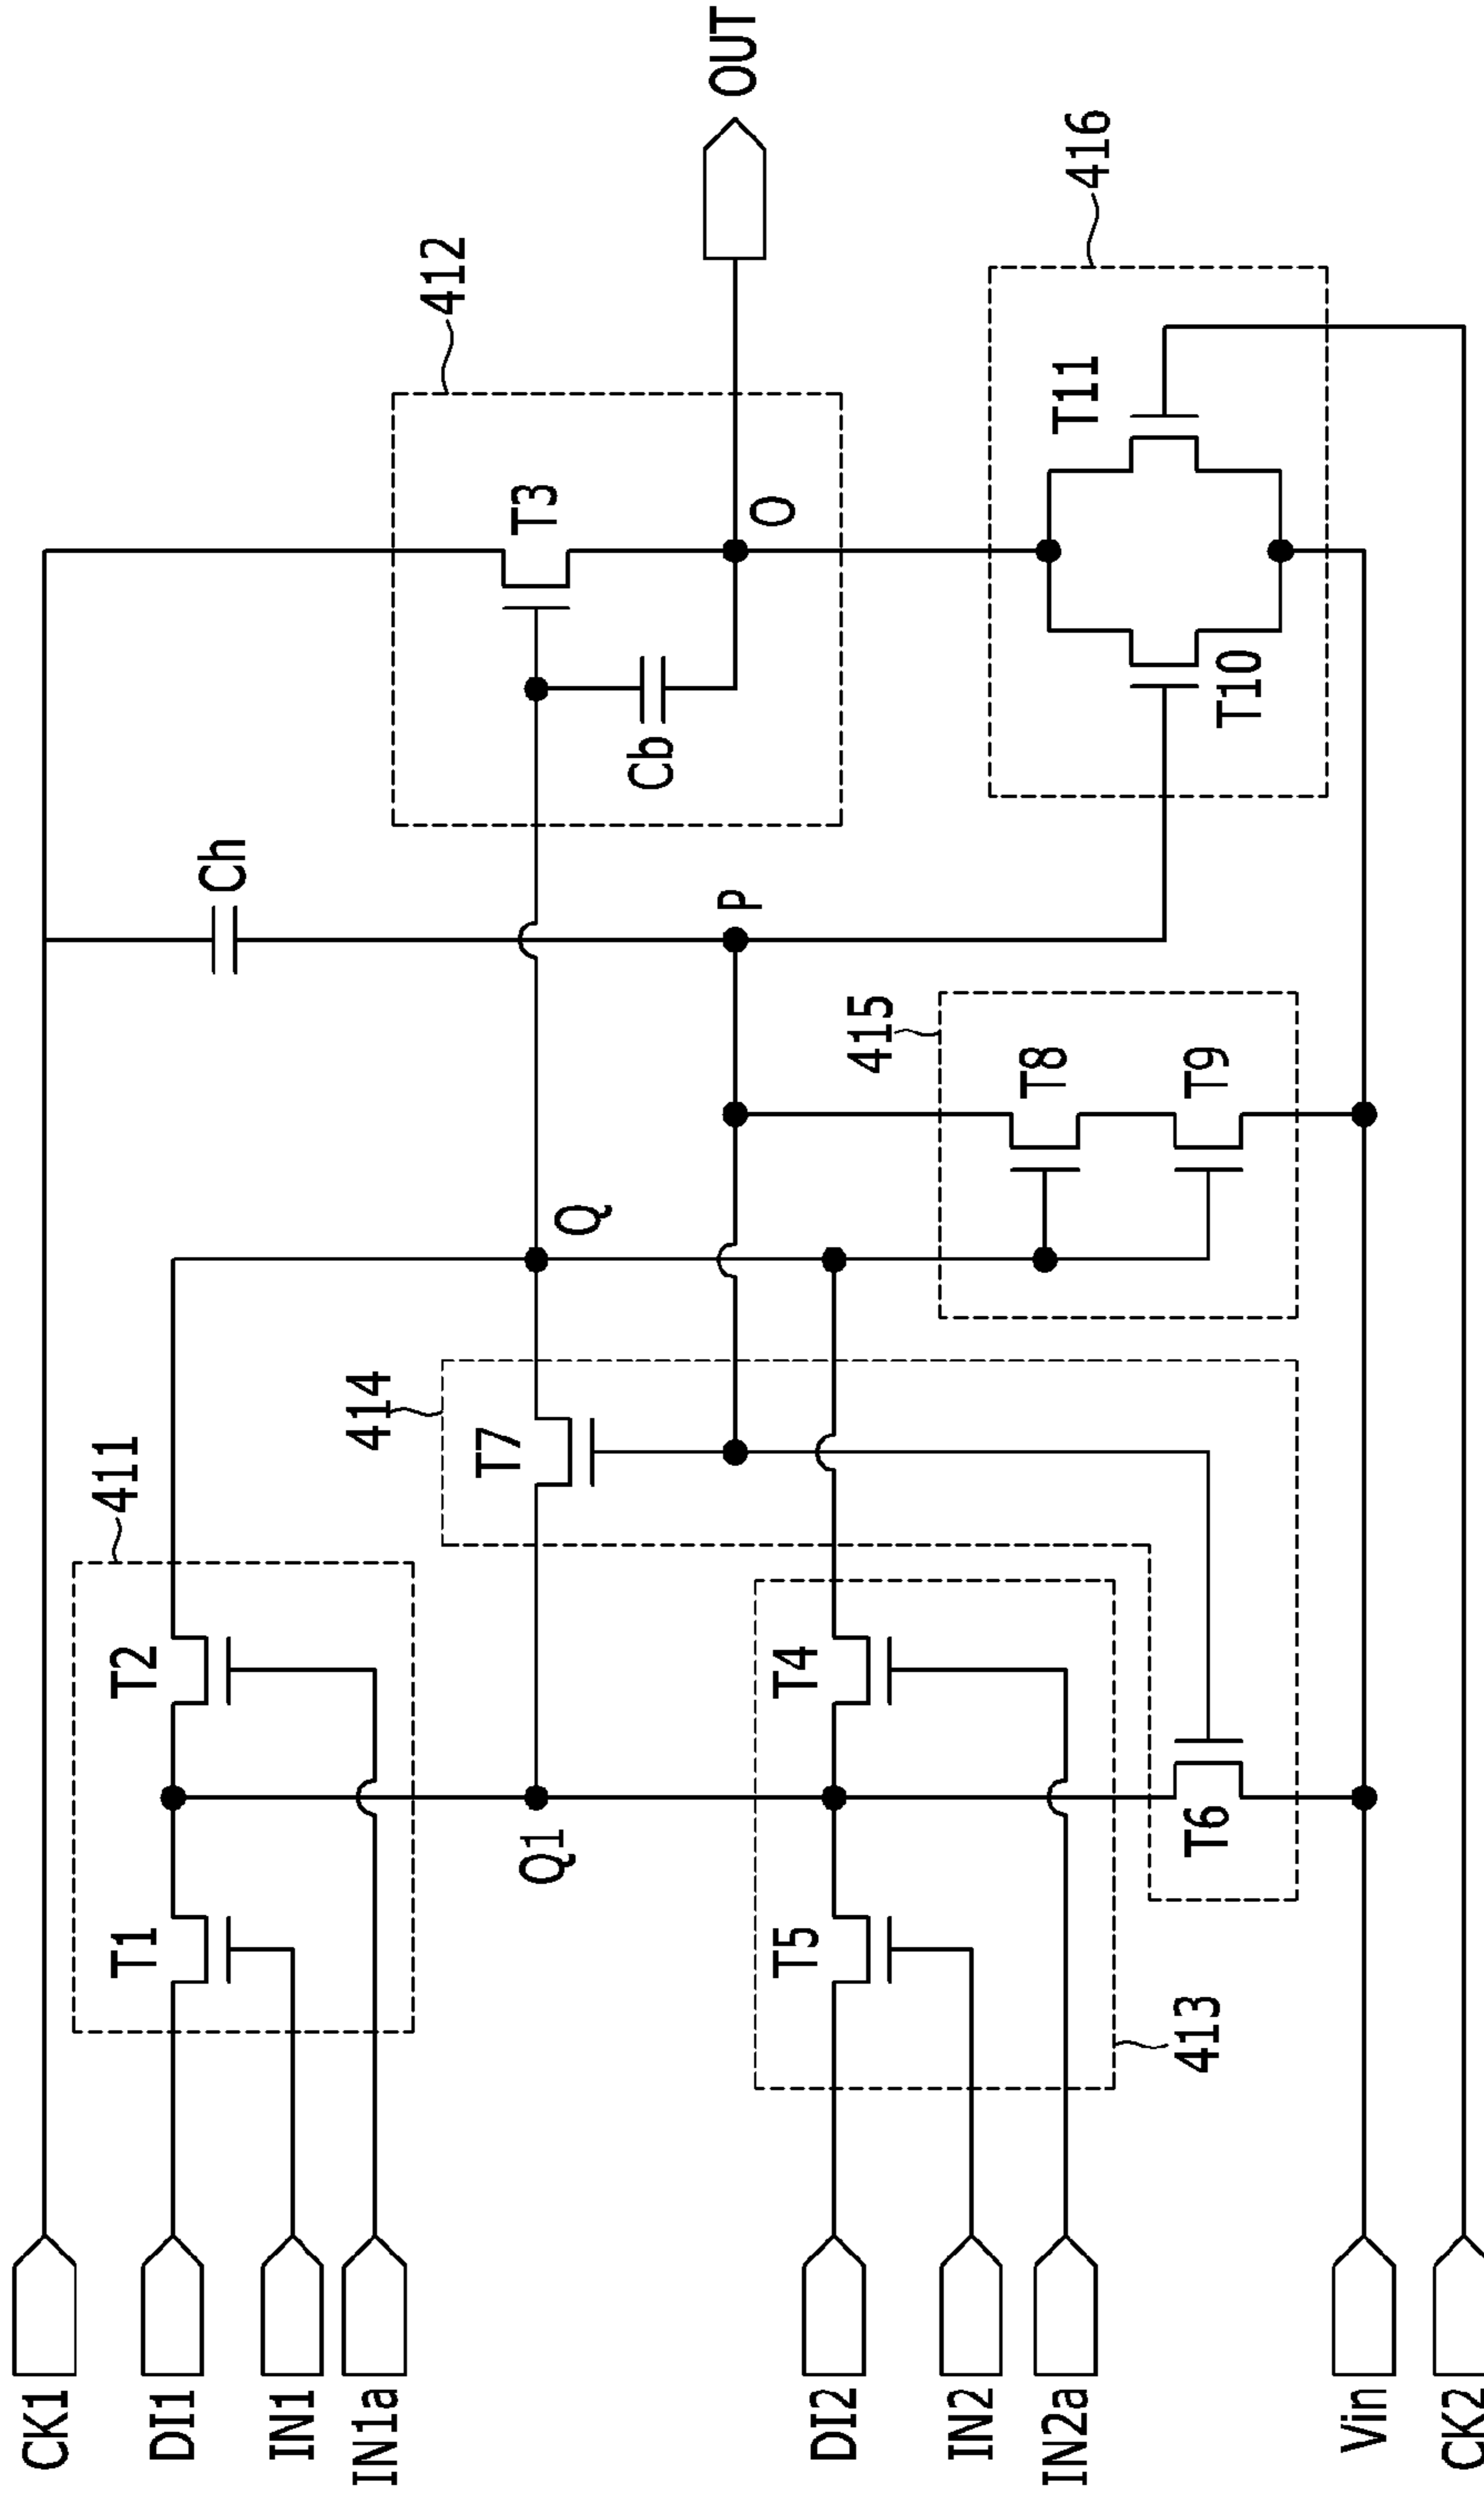 CK1
DI1
IN1
IN1a
DI2
IN2
IN2a
Vin
CK2
411
T1
T2
Q1
414
T7
Q
Ch
412
T3
Cb
O
OUT
P
413
T5
T4
T6
415
T8
T9
416
T10
T11